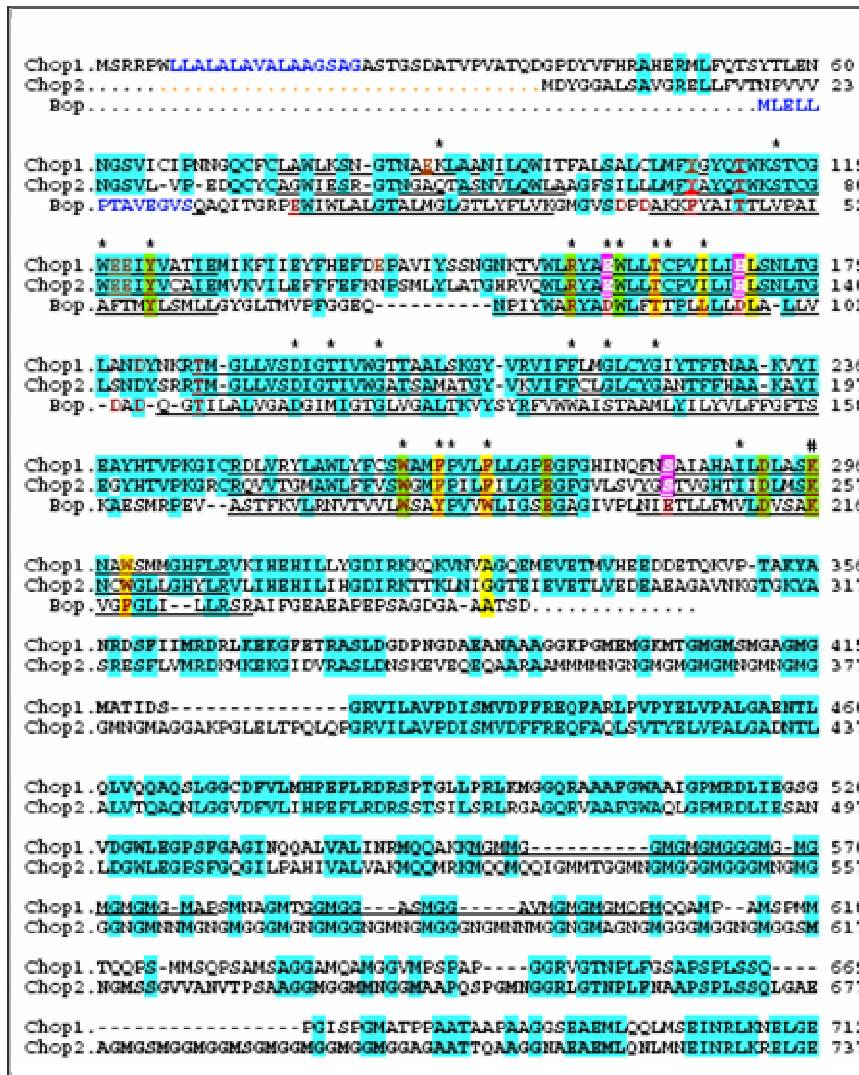 Chop1.MSRRPWLLALALAVALAAGSAGASTGSDATVPVATQDGPDYVFHRAHERMLFQTSYTLEN 60
Chop2.....................................MDYGGALSAVGRELLFVTNPVVV 23
Bop.......................................................MLELL
* *
Chop1.NGSVICIPNNGQCFCLAWLKSN-GTNAEKLAANILQWITFALSALCLMFYGYQTWKSTCG 119
Chop2.NGSVL-VP-EDQCYCAGWIESR-GTNGAQTASNVLQWLAAGFSILLLMFYAYQTWKSTCG 80
Bop.PTAVEGVSQAQITGRPEWIWLALGTALMGLGTLYFLVKGMGVSDPDAKKFYAITTLVPAI 52
* * * ** ** *
Chop1.WEEIYVATIEMIKFIIEYFHEFDEPAVIYSSNGNKTVWLRYAEWLLTCPVILIHLSNLTG 179
Chop2.WEEIYVCAIEMVKVILEFFFEFKNPSMLYLATGHRVQWLRYAEWLLTCPVILIHLSNLTG 140
Bop.AFTMYLSMLLGYGLTMVPFGGEQ----------NPIYWARYADWLFTTPLLLLDLA-LLV 102
* * * * * *
Chop1.LANDYNKRTM-GLLVSDIGTIVWGTTAALSKGY-VRVIFFLMGLCYGIYTFFNAA-KVYI 236
Chop2.LSNDYSRRTM-GLLVSDIGTIVWGATSAMATGY-VKVIFFCLGLCYGANTFFHAA-KAYI 197
Bop.-DAD-Q-GTILALVGADGIMIGTGLVGALTKVYSYRFVWWAISTAAMLYILYVLFFGFTS 158
* ** * * #
Chop1.EAYHTVPKGICRDLVRYLAWLYFCSWAMFPVLFLLGPEGFGHINQFNSAIAHAILDLASK 296
Chop2.EGYHTVPKGRCRQVVTGMAWLFFVSWGMFPILFILGPEGFGVLSVYGSTVGHTIIDLMSK 257
Bop.KAESMRPEV--ASTFKVLRNVTVVLWSAYPVVWLIGSEGAGIVPLNIETLLFMVLDVSAK 216
Chop1.NAWSMMGHFLRVKIHEHILLYGDIRKKQKVNVAGQEMEVETMVHEEDDETQKVP-TAKYA 356
Chop2.NCWGLLGHYLRVLIHEHILIHGDIRKTTKLNIGGTEIEVETLVEDEAEAGAVNKGTGKYA 317
Bop.VGFGLI--LLRSRAIFGEAEAPEPSAGDGA-AATSD..............
Chop1.NRDSFIIMRDRLKEKGFETRASLDGDPNGDAEANAAAGGKPGMEMGKMTGMGMSMGAGMG 415
Chop2.SRESFLVMRDKMKEKGIDVRASLDNSKEVEQEQAARAAMMMMNGNGMGMGMGMNGMNGMG 377
Chop1.MATIDS---------------GRVILAVPDISMVDFFREQFARLPVPYELVPALGAENTL 460
Chop2.GMNGMAGGAKPGLELTPQLQPGRVILAVPDISMVDFFREQFAQLSVTYELVPALGADNTL 437
Chop1.QLVQQAQSLGGCDFVLMHPEFLRDRSPTGLLPRLKMGGQRAAAFGWAAIGPMRDLIEGSG 520
Chop2.ALVTQAQNLGGVDFVLIHPEFLRDRSSTSILSRLRGAGQRVAAFGWAQLGPMRDLIESAN 497
Chop1.VDGWLEGPSFGAGINQQALVALINRMQQAKKMGMMG----------GMGMGMGGGMG-MG 570
Chop2.LDGWLEGPSFGQGILPAHIVALVAKMQQMRKMQQMQQIGMMTGGMNGMGGGMGGGMNGMG 557
Chop1.MGMGMG-MAPSMNAGMTGGMGG---ASMGG-----AVMGMGMGMQPMQQAMP--AMSPMM 618
Chop2.GGNGMNNMGNGMGGGMGNGMGGNGMNGMGGGNGMNNMGGNGMAGNGMGGGMGGNGMGGSM 617
Chop1.TQQPS-MMSQPSAMSAGGAMQAMGGVMPSPAP----GGRVGTNPLFGSAPSPLSSQ---- 665
Chop2.NGMSSGVVANVTPSAAGGMGGMMNGGMAAPQSPGMNGGRLGTNPLFNAAPSPLSSQLGAE 677
Chop1.-----------------PGISPGMATPPAATAAPAAGGSEAEMLQQLMSEINRLKNELGE 712
Chop2.AGMGSMGGMGGMSGMGGMGGMGGMGGAGAATTQAAGGNAEAEMLQNLMNEINRLKRELGE 737